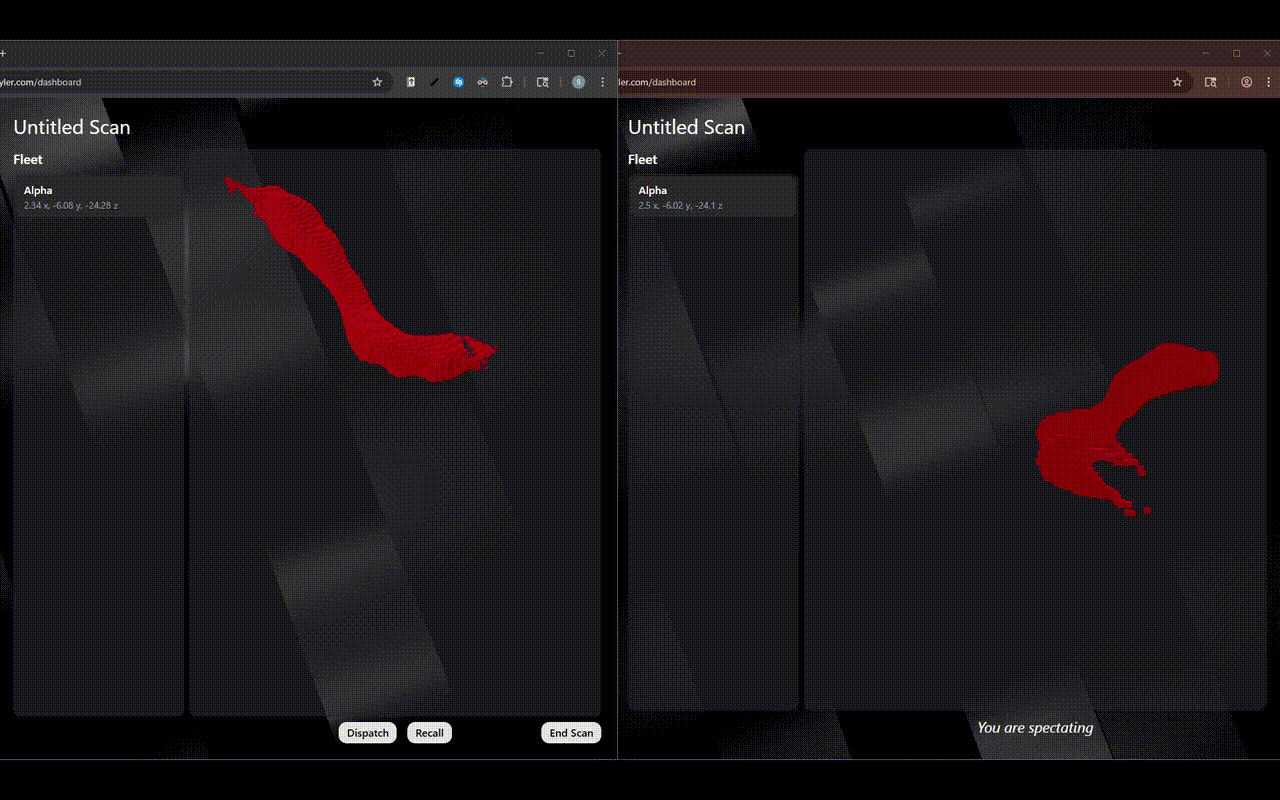 yler.com/dashboard
S
Untitled Scan
Fleet
Alpha
2.34 x, -6.08 y, -24.28 z
Dispatch
Recall
End Scan
ler.com/dashboard
Untitled Scan
Fleet
Alpha
2.5 x, -6.02 y, -24.1 z
You are spectating